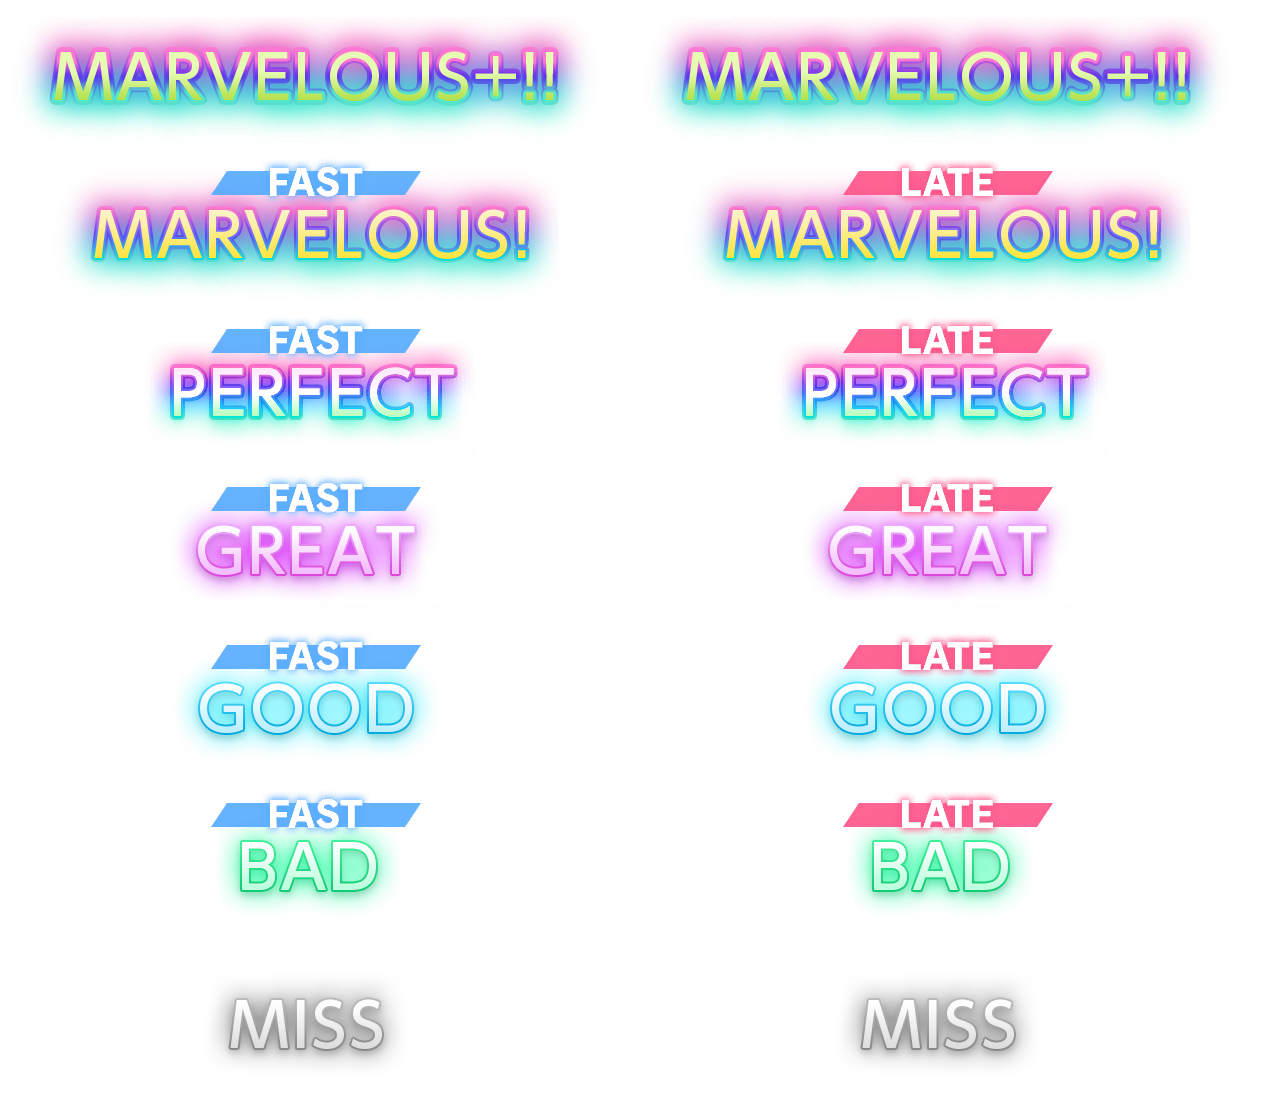 MARVELOUS+!! MARVELOUS+!!
FAST LATE
MARVELOUS! MARVELOUS!
FAST LATE
PERFECT PERFECT
FAST LATE
GREAT GREAT
FAST LATE
GOOD GOOD
FAST LATE
BAD BAD
MISS MISS